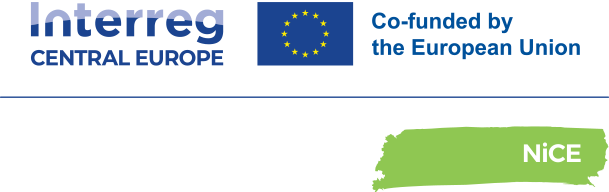 Interreg
CENTRAL EUROPE
Co-funded by
the European Union
NiCE